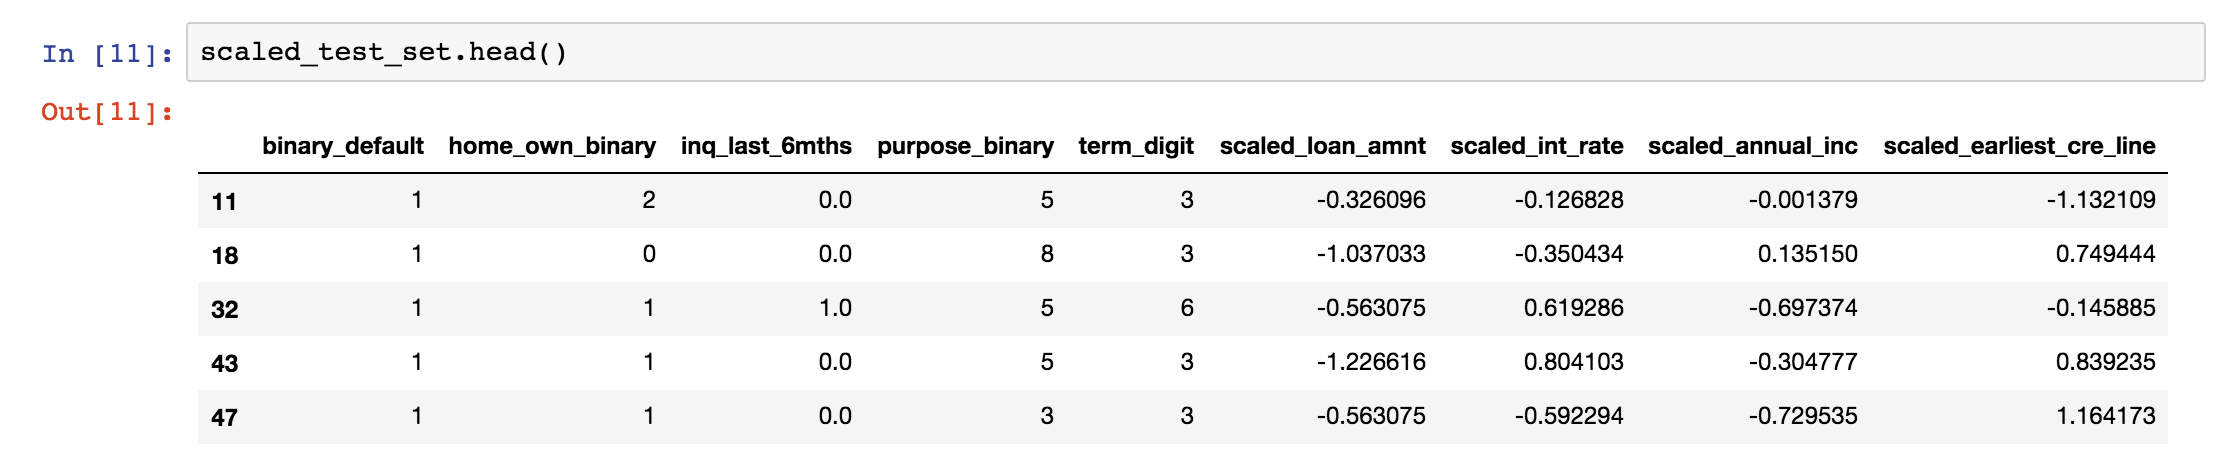 In [11]: scaled_test_set.head()
Out[11]:
binary_default home_own_binary inq_last_6mths purpose_binary term_digit scaled_loan_amnt scaled_int_rate scaled_annual_inc scaled_earliest_cre_line
11 1 2 0.0 5 3 -0.326096 -0.126828 -0.001379 -1.132109
18 1 0 0.0 8 3 -1.037033 -0.350434 0.135150 0.749444
32 1 1 1.0 5 6 -0.563075 0.619286 -0.697374 -0.145885
43 1 1 0.0 5 3 -1.226616 0.804103 -0.304777 0.839235
47 1 1 0.0 3 3 -0.563075 -0.592294 -0.729535 1.164173